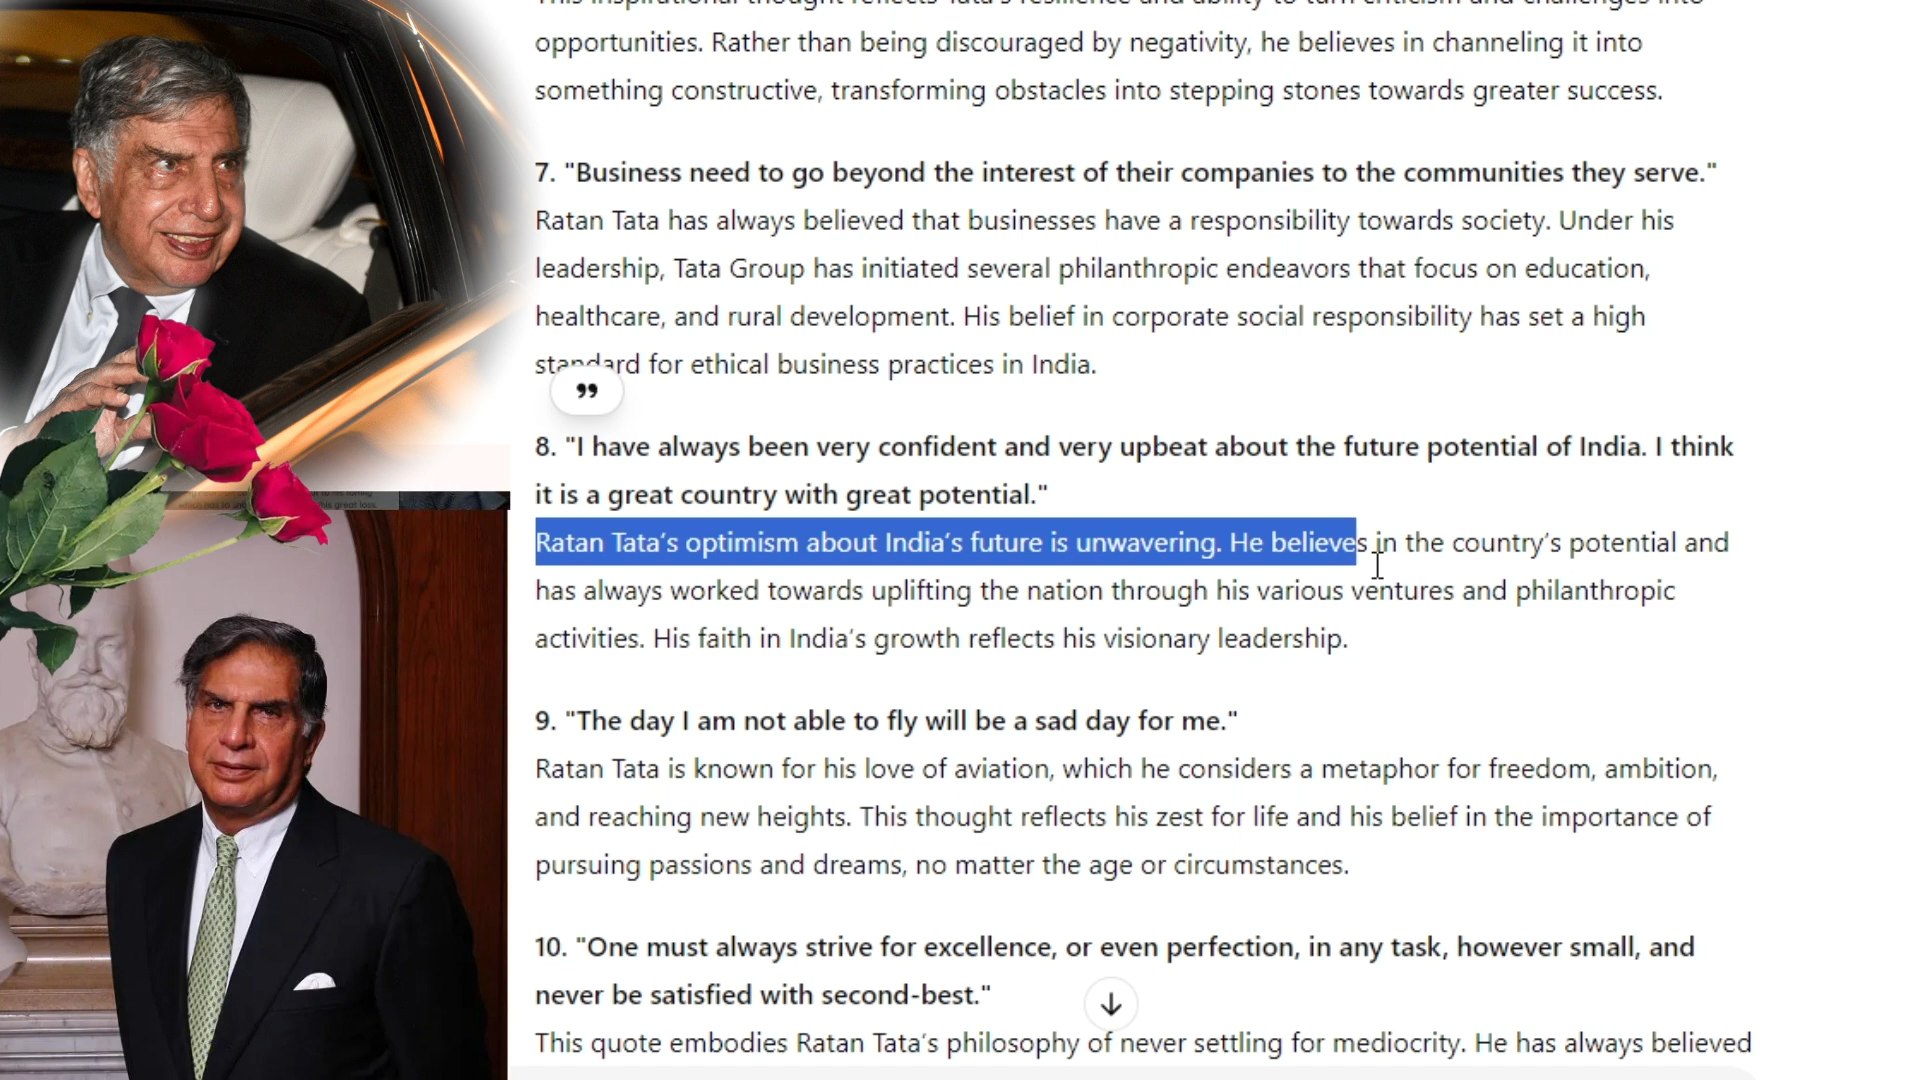 opportunities. Rather than being discouraged by negativity, he believes in channeling it into
something constructive, transforming obstacles into stepping stones towards greater success.
7. "Business need to go beyond the interest of their companies to the communities they serve."
Ratan Tata has always believed that businesses have a responsibility towards society. Under his
leadership, Tata Group has initiated several philanthropic endeavors that focus on education,
healthcare, and rural development. His belief in corporate social responsibility has set a high
standard for ethical business practices in India.
8. "I have always been very confident and very upbeat about the future potential of India. I think
it is a great country with great potential."
Ratan Tata's optimism about India's future is unwavering. He believes in the country's potential and
has always worked towards uplifting the nation through his various ventures and philanthropic
activities. His faith in India's growth reflects his visionary leadership.
9. "The day I am not able to fly will be a sad day for me."
Ratan Tata is known for his love of aviation, which he considers a metaphor for freedom, ambition,
and reaching new heights. This thought reflects his zest for life and his belief in the importance of
pursuing passions and dreams, no matter the age or circumstances.
10. "One must always strive for excellence, or even perfection, in any task, however small, and
never be satisfied with second-best."
This quote embodies Ratan Tata's philosophy of never settling for mediocrity. He has always believed